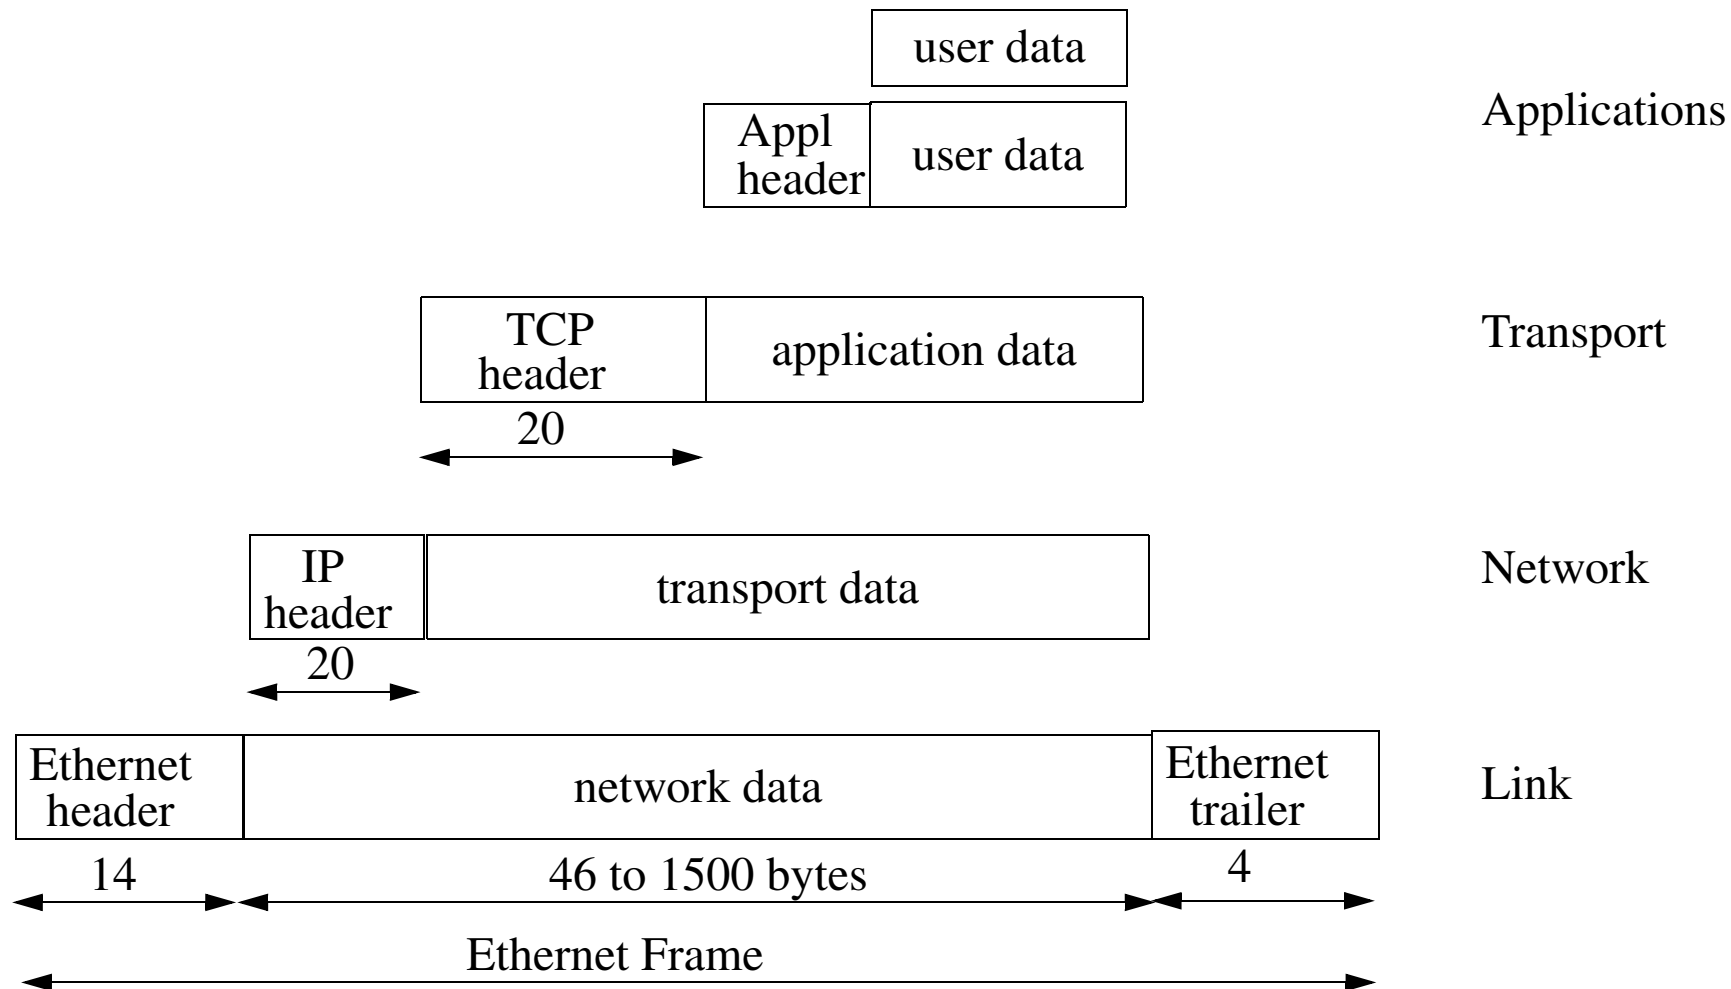 user data
Applications
Appl
header
user data
TCP
header
application data
Transport
20
IP
header
transport data
Network
20
Ethernet
header
network data
Ethernet
trailer
Link
14
46 to 1500 bytes
4
Ethernet Frame